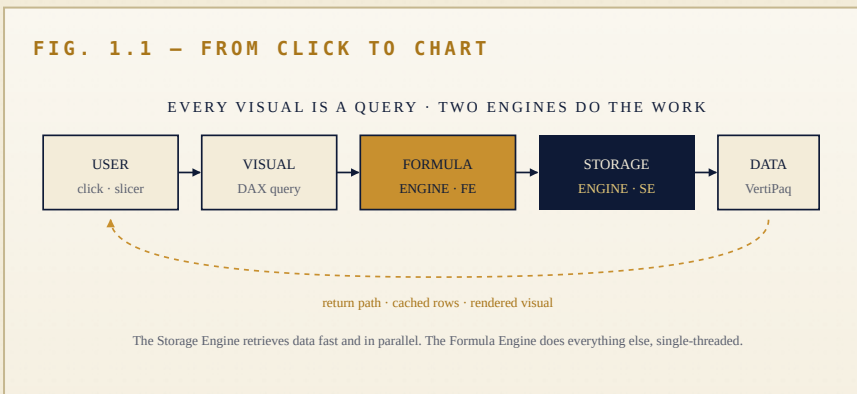 FIG. 1.1 — FROM CLICK TO CHART
EVERY VISUAL IS A QUERY · TWO ENGINES DO THE WORK
USER
click · slicer
VISUAL
DAX query
FORMULA
ENGINE · FE
STORAGE
ENGINE · SE
DATA
VertiPaq
return path · cached rows · rendered visual
The Storage Engine retrieves data fast and in parallel. The Formula Engine does everything else, single-threaded.